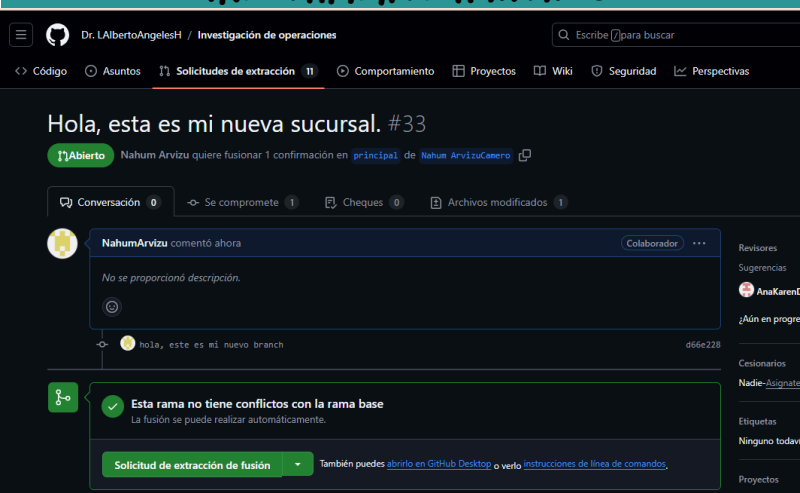 Dr. LAlbertoAngelesH / Investigación de operaciones
Escribe / para buscar
Código Asuntos Solicitudes de extracción 11 Comportamiento Proyectos Wiki Seguridad Perspectivas
Hola, esta es mi nueva sucursal. #33
Abierto Nahum Arvizu quiere fusionar 1 confirmación en principal de Nahum ArvizuCamero
Conversación 0 Se compromete 1 Cheques 0 Archivos modificados 1
NahumArvizu comentó ahora Colaborador
No se proporcionó descripción.
hola, este es mi nuevo branch d66e228
Esta rama no tiene conflictos con la rama base
La fusión se puede realizar automáticamente.
Solicitud de extracción de fusión También puedes abrirlo en GitHub Desktop o verlo instrucciones de línea de comandos.
Revisores
Sugerencias
AnaKarenD
¿Aún en progre
Cesionarios
Nadie-Asignate
Etiquetas
Ninguno todaví
Proyectos